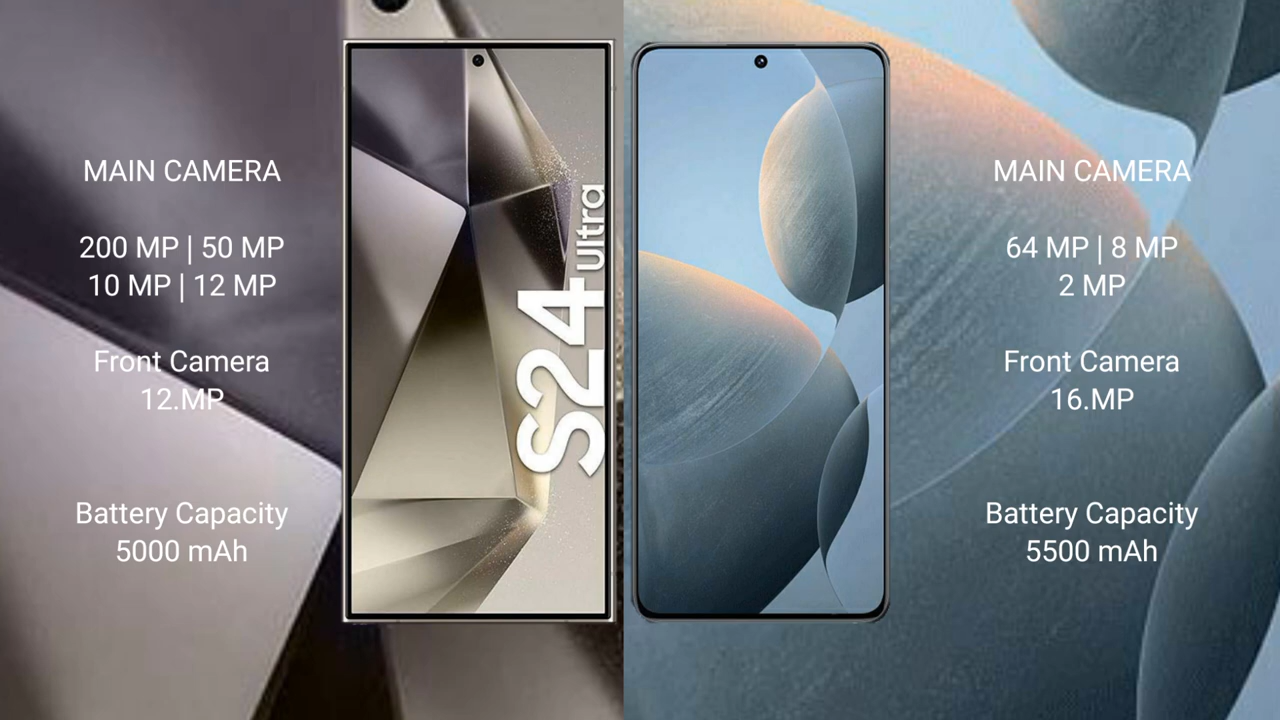 MAIN CAMERA
200 MP | 50 MP
10 MP | 12 MP
Front Camera
12.MP
Battery Capacity
5000 mAh
S24 Ultra
MAIN CAMERA
64 MP | 8 MP
2 MP
Front Camera
16.MP
Battery Capacity
5500 mAh